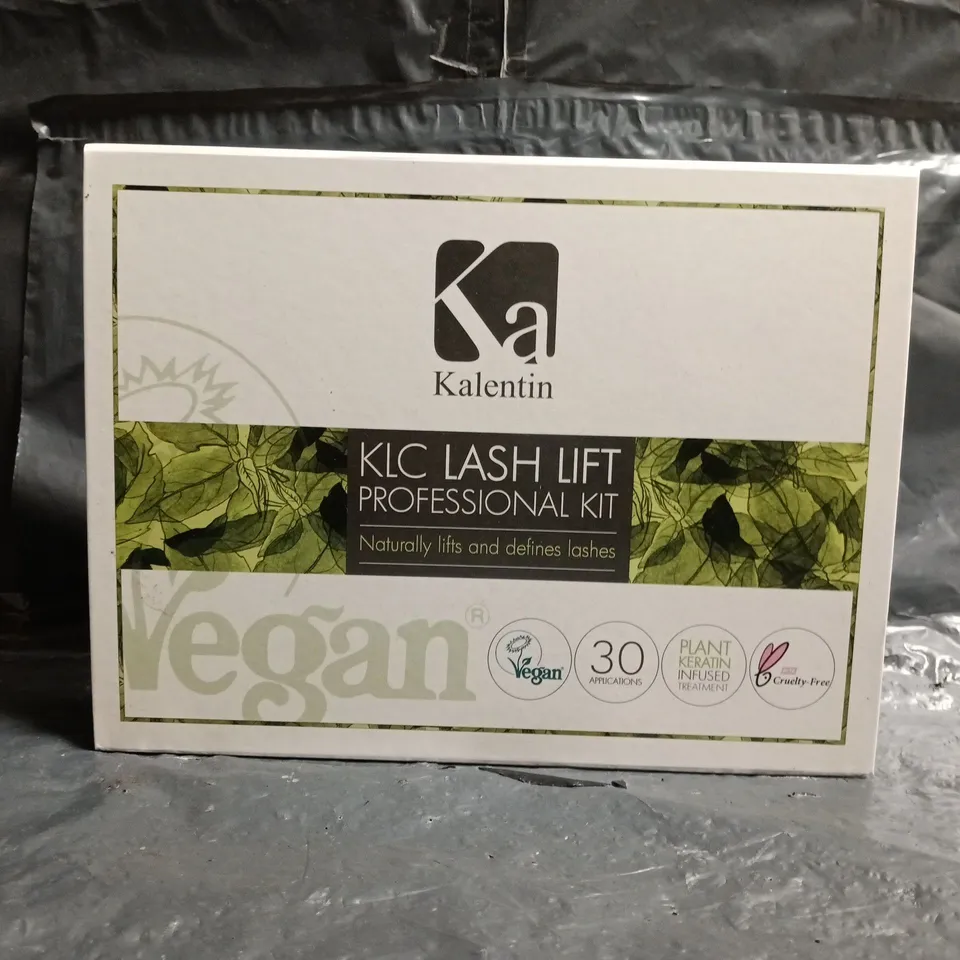 Ka
Kalentin
KLC LASH LIFT
PROFESSIONAL KIT
Naturally lifts and defines lashes
Vegan®
Vegan
30
APPLICATIONS
PLANT
KERATIN
INFUSED
TREATMENT
Cruelty-Free